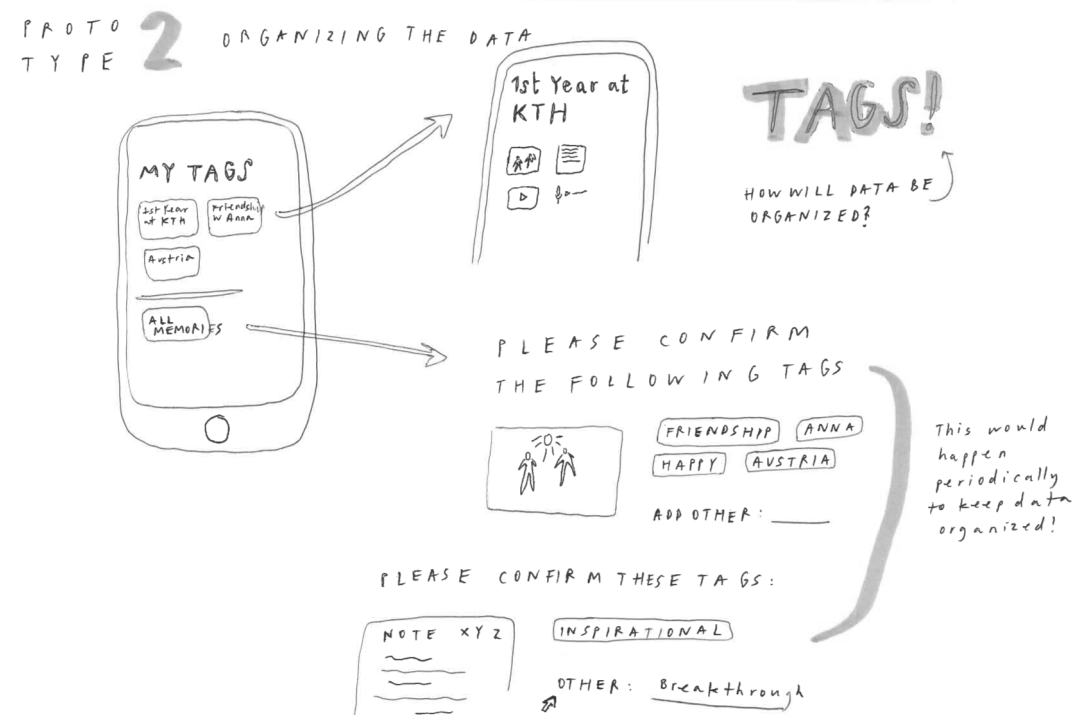 PROTO
TYPE
2
ORGANIZING THE DATA
MY TAGS
1st Year
at KTH
Friendship
w Anna
Austria
ALL
MEMORIES
1st Year at
KTH
TAGS!
HOW WILL DATA BE
ORGANIZED?
PLEASE CONFIRM
THE FOLLOWING TAGS
FRIENDSHIP
ANNA
HAPPY
AUSTRIA
ADD OTHER:
This would
happen
periodically
to keep data
organized!
PLEASE CONFIRM THESE TAGS:
NOTE XYZ
INSPIRATIONAL
OTHER: Breakthrough